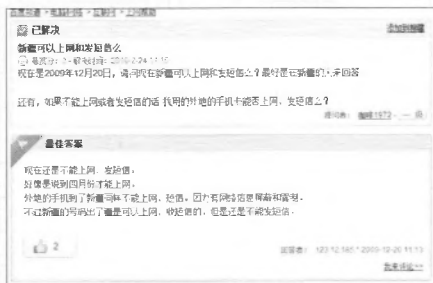 已解决
新疆可以上网和发短信么
现在是2009年12月20日，请问现在新疆可以上网和发短信么？最好是在新疆的人来回答
还有，如果不能上网或者发短信的话 我用的外地的手机卡能否上网、发短信么？
最佳答案
现在还是不能上网、发短信。
好像是说到四月份才能上网。
外地的手机到了新疆同样不能上网、短信。因为有网络信息屏蔽和管制。
不过新疆的号码出了疆是可以上网、收短信的，但是还是不能发短信。
2